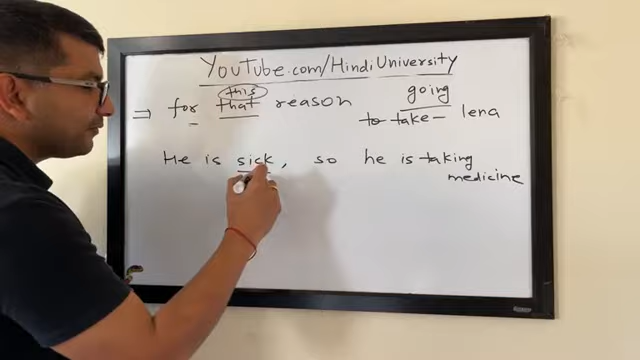 YouTube.com/HindiUniversity
this going
⇒ for that reason to take lena
He is sick, so he is taking
medicine